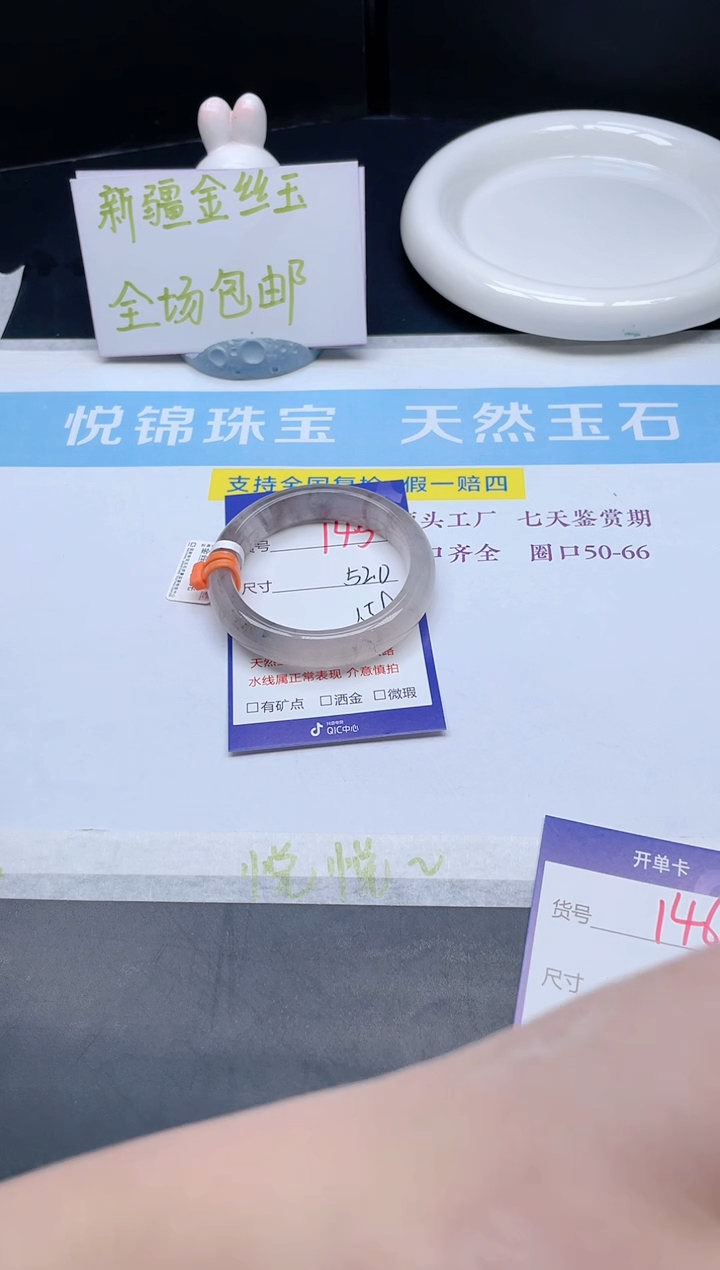 新疆金丝玉
全场包邮
悦锦珠宝 天然玉石
支持全国复检 假一赔四
头工厂 七天鉴赏期
齐全 圈口50-66
号 145
尺寸 520
水线属正常表现 介意慎拍
□有矿点 □洒金 □微瑕
QIC中心
悦悦~
开单卡
货号 146
尺寸